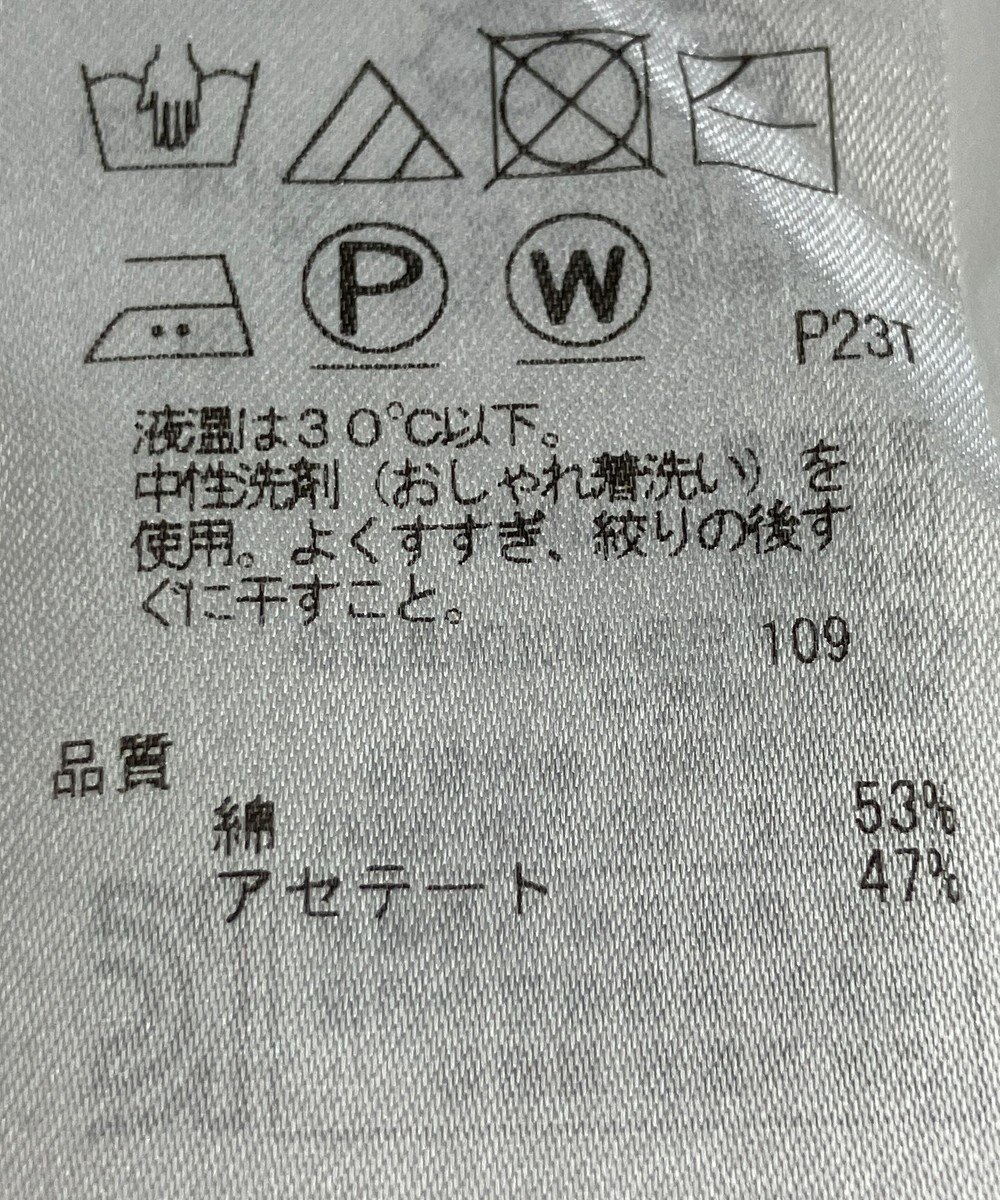 P W P23T
液温は30℃以下。
中性洗剤（おしゃれ着洗い）を
使用。よくすすぎ、絞りの後す
ぐに干すこと。
109
品質
綿 53%
アセテート 47%